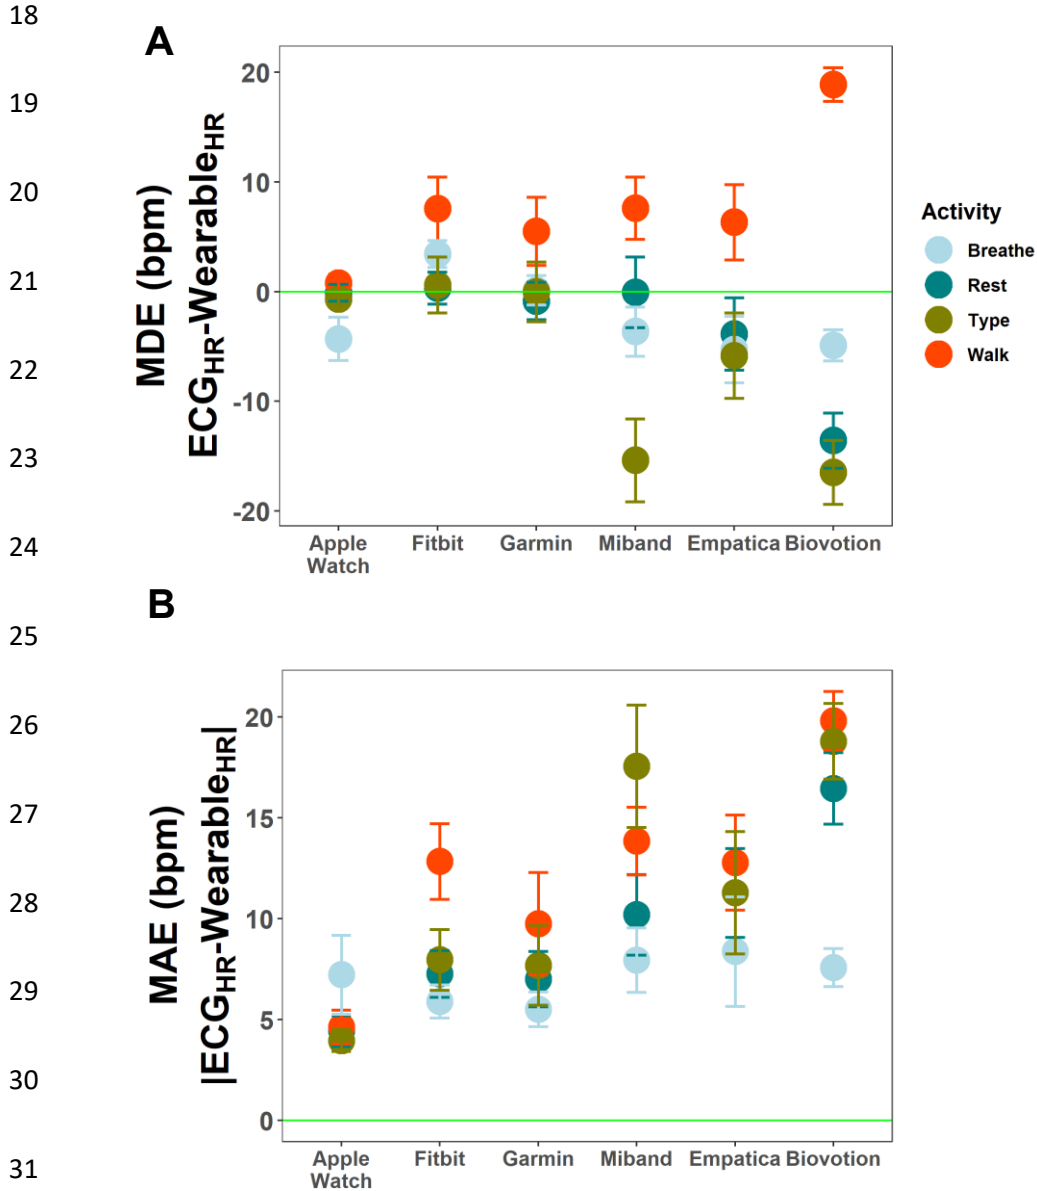 18
A
19
20
21
22
23
24
25
26
27
28
29
30
31
MDE (bpm)
ECGHR-WearableHR
20
10
0
-10
-20
Apple Watch
Fitbit
Garmin
Miband
Empatica
Biovotion
Activity
Breathe
Rest
Type
Walk
B
MAE (bpm)
|ECGHR-WearableHR|
20
15
10
5
0
Apple Watch
Fitbit
Garmin
Miband
Empatica
Biovotion